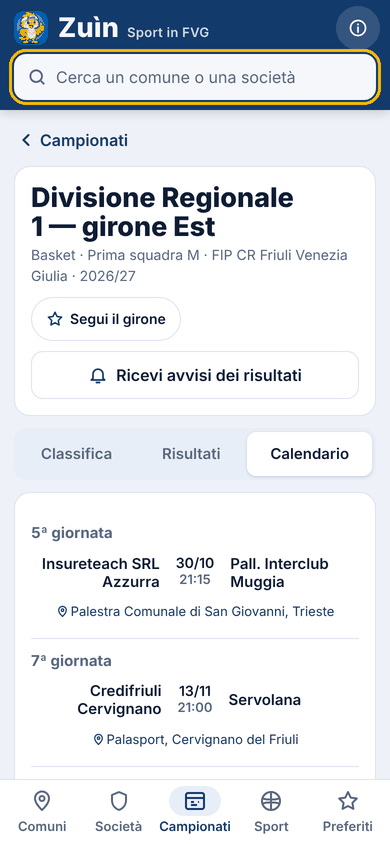 Zuìn Sport in FVG
Cerca un comune o una società
Campionati
Divisione Regionale
1 — girone Est
Basket · Prima squadra M · FIP CR Friuli Venezia
Giulia · 2026/27
Segui il girone
Ricevi avvisi dei risultati
Classifica Risultati Calendario
5ª giornata
Insureteach SRL 30/10 Pall. Interclub
Azzurra 21:15 Muggia
Palestra Comunale di San Giovanni, Trieste
7ª giornata
Credifriuli 13/11 Servolana
Cervignano 21:00
Palasport, Cervignano del Friuli
Comuni Società Campionati Sport Preferiti